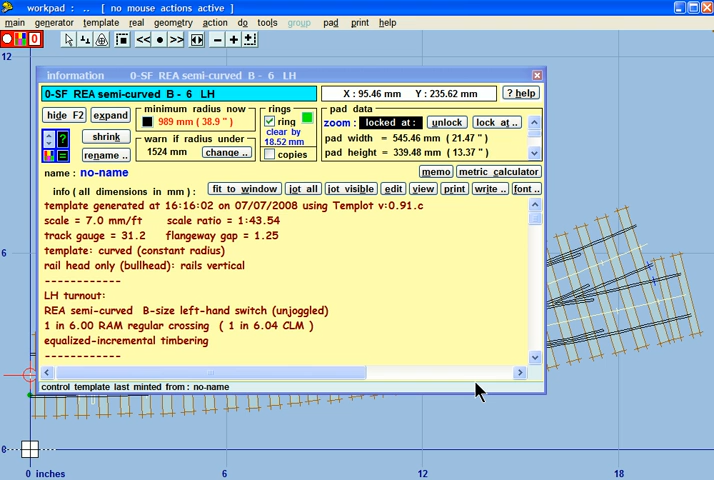 workpad : .. [ no mouse actions active ]
main generator template real geometry action do tools group pad print help
0 << >>
12
information 0-SF REA semi-curved B - 6 LH
0-SF REA semi-curved B - 6 LH X : 95.46 mm Y : 235.62 mm ? help
hide F2 expand minimum radius now 989 mm ( 38.9 " ) rings ring clear by 18.52 mm copies pad data
zoom : locked at : unlock lock at ..
shrink warn if radius under pad width = 545.46 mm (21.47 " )
rename .. 1524 mm change .. pad height = 339.48 mm ( 13.37 " )
name : no-name memo metric calculator
info ( all dimensions in mm ) : fit to window jot all jot visible edit view print write .. font ..
template generated at 16:16:02 on 07/07/2008 using Templot v:0.91.c
scale = 7.0 mm/ft scale ratio = 1:43.54
track gauge = 31.2 flangeway gap = 1.25
6
template: curved (constant radius)
rail head only (bullhead): rails vertical
------------
LH turnout:
REA semi-curved B-size left-hand switch (unjoggled)
1 in 6.00 RAM regular crossing ( 1 in 6.04 CLM )
equalized-incremental timbering
------------
control template last minted from : no-name
0
0 inches 6 12 18